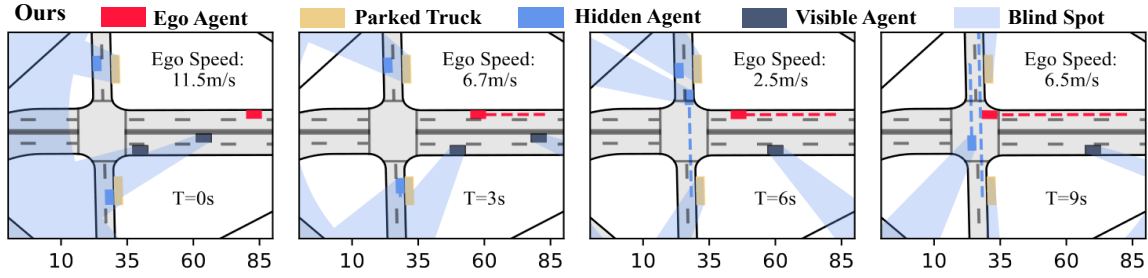 Ours Ego Agent Parked Truck Hidden Agent Visible Agent Blind Spot
Ego Speed:
11.5m/s
T=0s
10 35 60 85
Ego Speed:
6.7m/s
T=3s
10 35 60 85
Ego Speed:
2.5m/s
T=6s
10 35 60 85
Ego Speed:
6.5m/s
T=9s
10 35 60 85